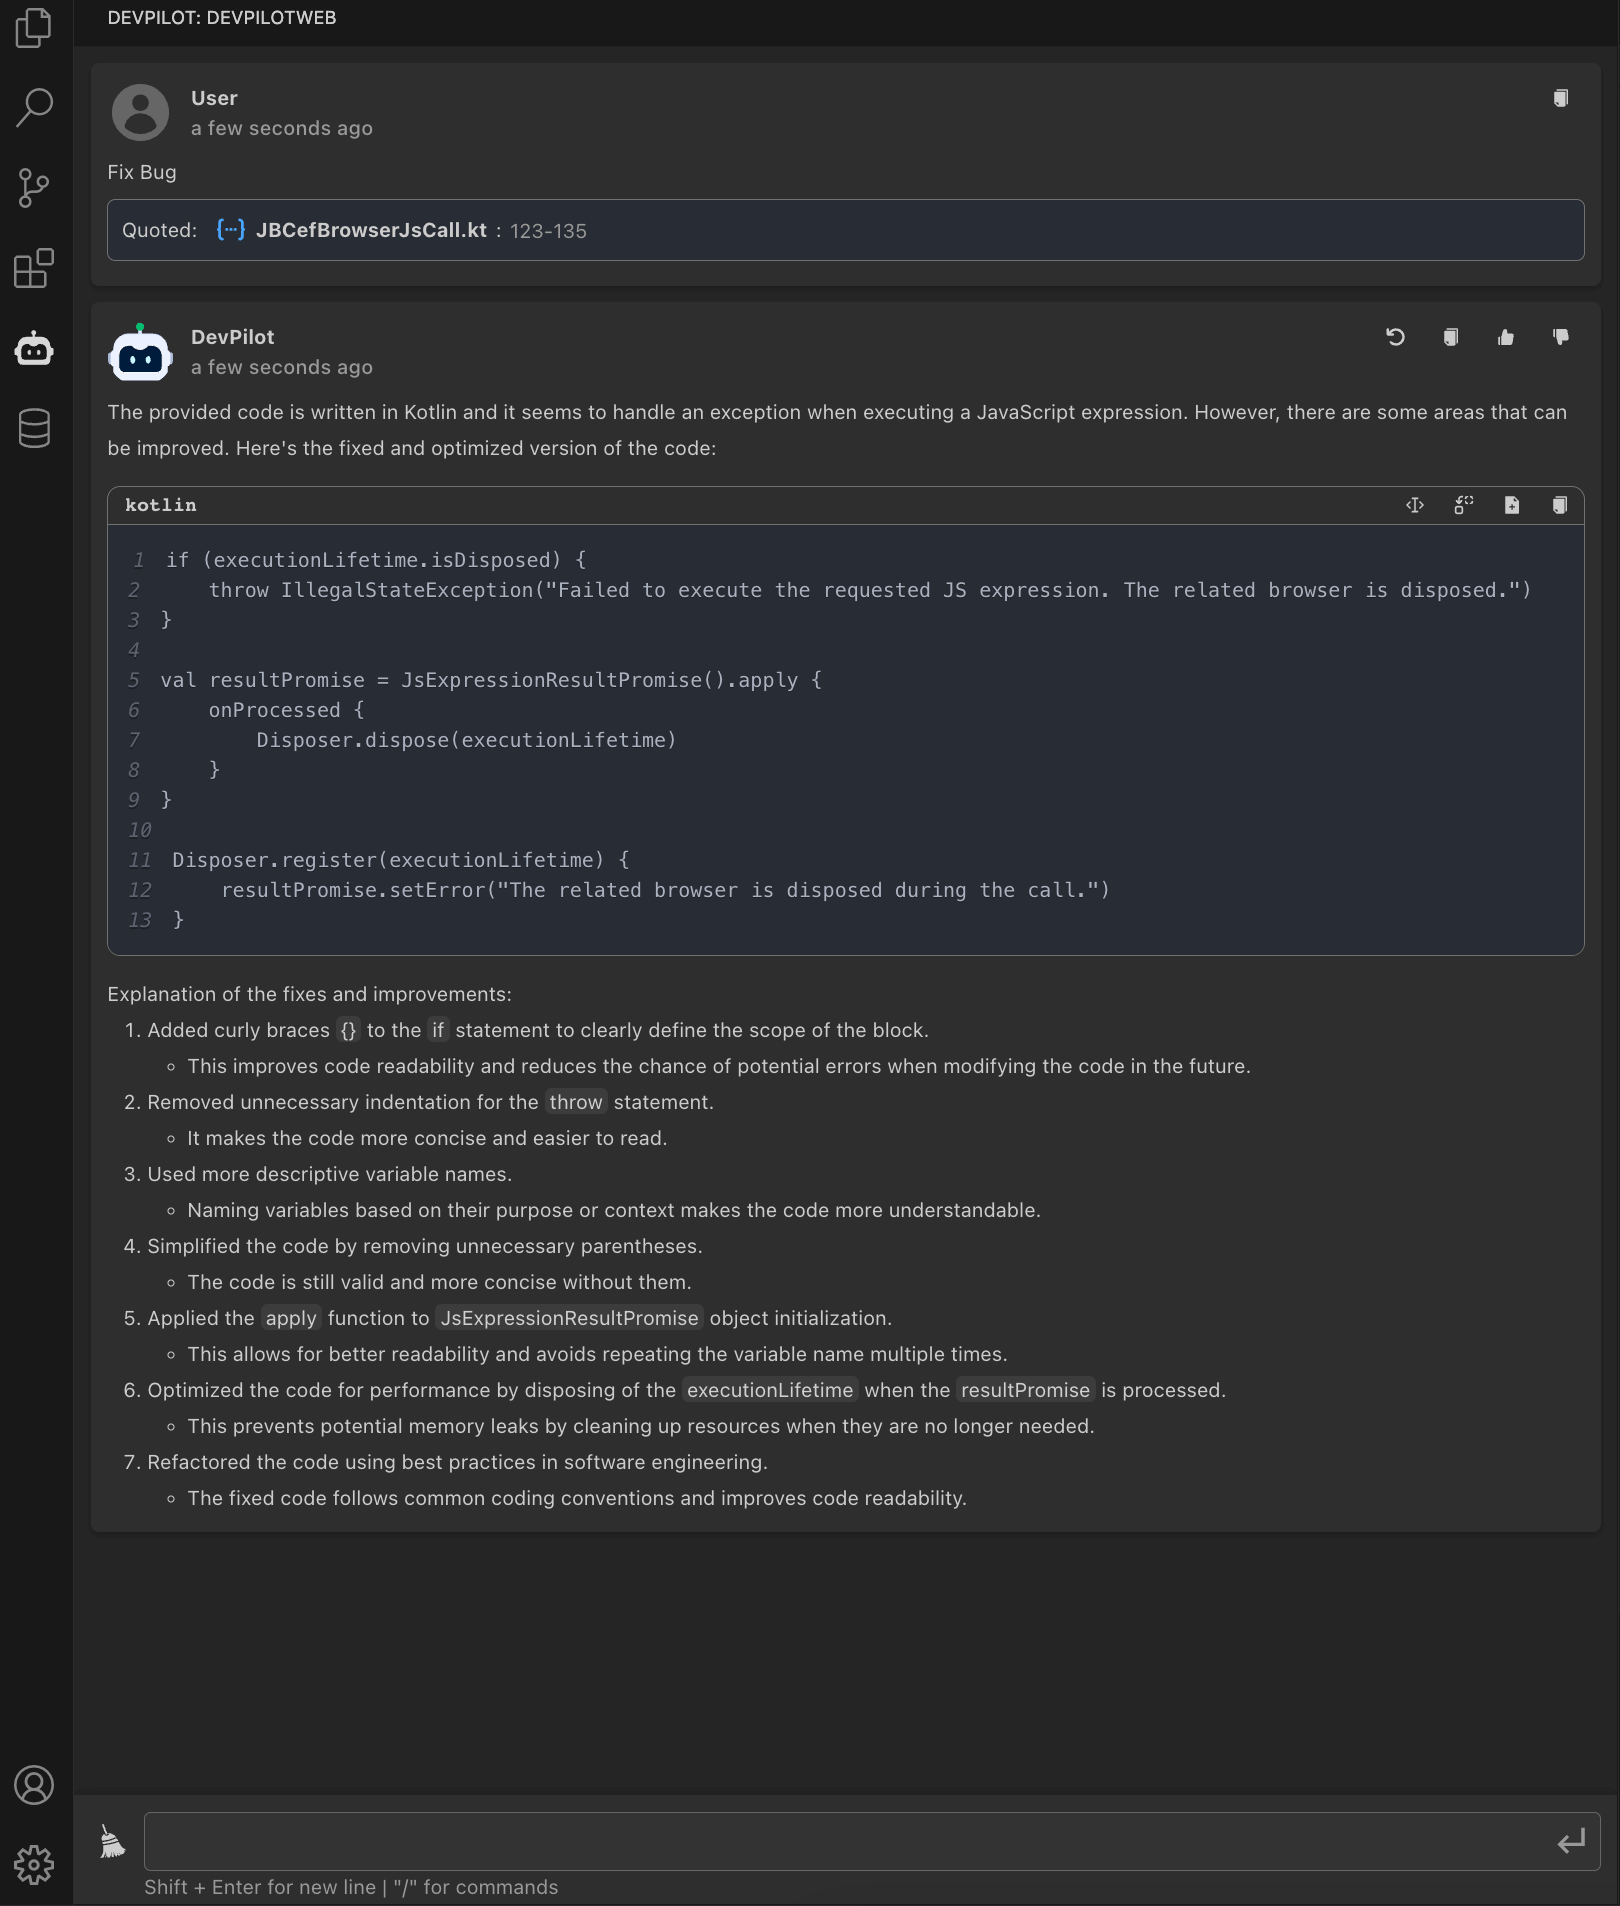 DEVPILOT: DEVPILOTWEB
User
a few seconds ago
Fix Bug
Quoted: {···} JBCefBrowserJsCall.kt : 123-135
DevPilot
a few seconds ago
The provided code is written in Kotlin and it seems to handle an exception when executing a JavaScript expression. However, there are some areas that can
be improved. Here's the fixed and optimized version of the code:
kotlin
1 if (executionLifetime.isDisposed) {
2     throw IllegalStateException("Failed to execute the requested JS expression. The related browser is disposed.")
3 }
4
5 val resultPromise = JsExpressionResultPromise().apply {
6     onProcessed {
7         Disposer.dispose(executionLifetime)
8     }
9 }
10
11 Disposer.register(executionLifetime) {
12     resultPromise.setError("The related browser is disposed during the call.")
13 }
Explanation of the fixes and improvements:
1. Added curly braces {} to the if statement to clearly define the scope of the block.
◦ This improves code readability and reduces the chance of potential errors when modifying the code in the future.
2. Removed unnecessary indentation for the throw statement.
◦ It makes the code more concise and easier to read.
3. Used more descriptive variable names.
◦ Naming variables based on their purpose or context makes the code more understandable.
4. Simplified the code by removing unnecessary parentheses.
◦ The code is still valid and more concise without them.
5. Applied the apply function to JsExpressionResultPromise object initialization.
◦ This allows for better readability and avoids repeating the variable name multiple times.
6. Optimized the code for performance by disposing of the executionLifetime when the resultPromise is processed.
◦ This prevents potential memory leaks by cleaning up resources when they are no longer needed.
7. Refactored the code using best practices in software engineering.
◦ The fixed code follows common coding conventions and improves code readability.
Shift + Enter for new line | "/" for commands